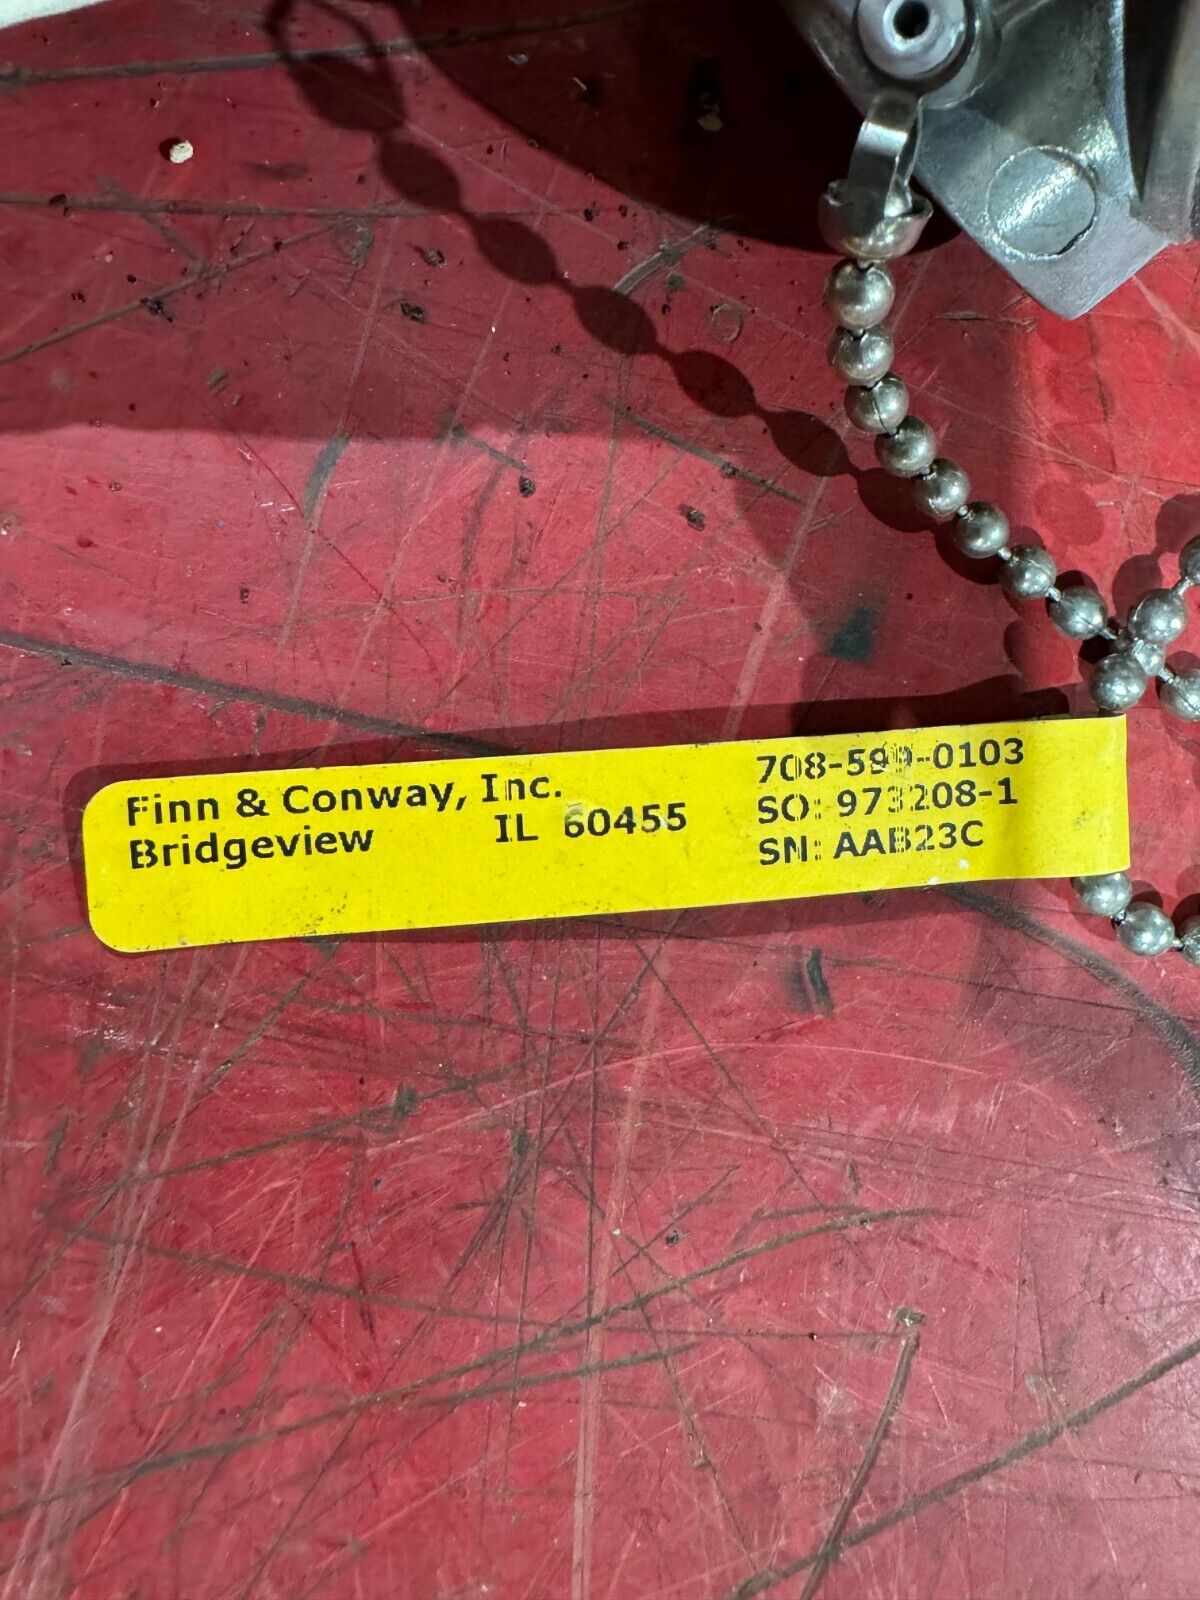 Finn & Conway, Inc.
Bridgeview IL 60455
708-599-0103
SO: 973208-1
SN: AAB23C